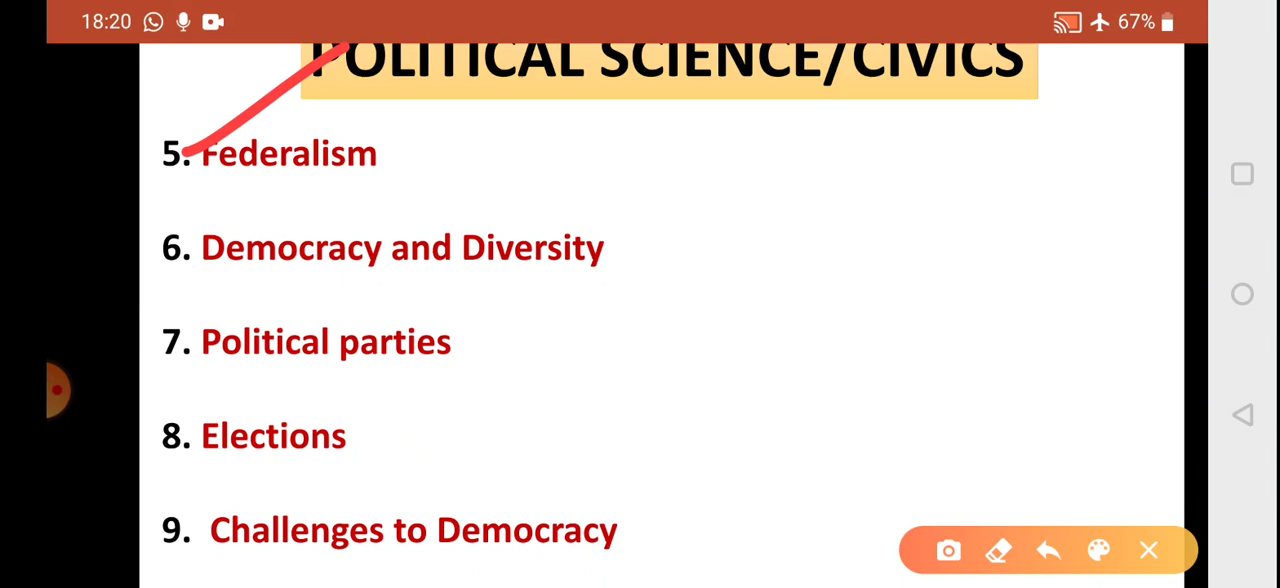 18:20 67%
POLITICAL SCIENCE/CIVICS
5. Federalism
6. Democracy and Diversity
7. Political parties
8. Elections
9. Challenges to Democracy